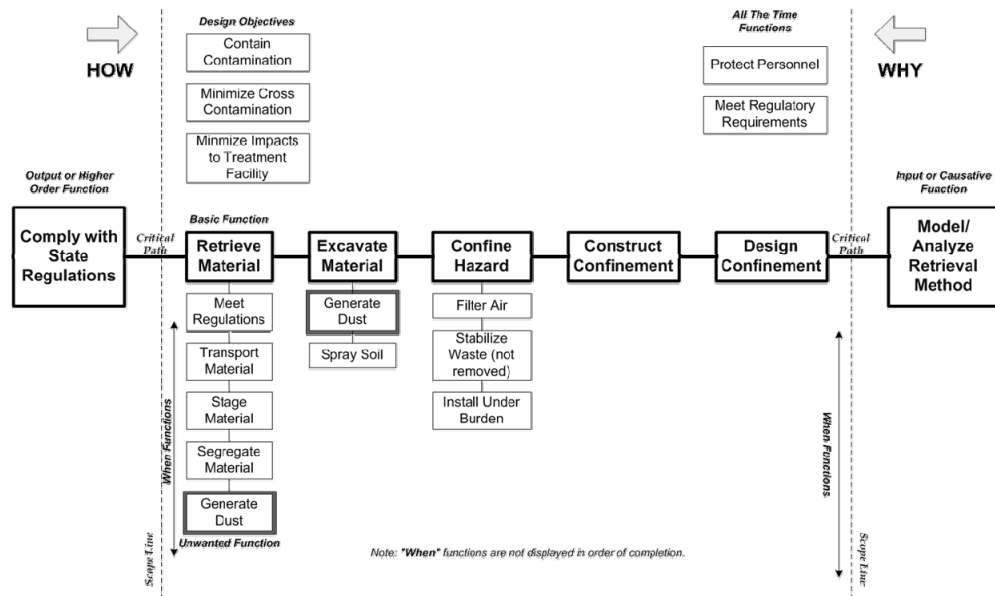 HOW
Design Objectives
Contain
Contamination
Minimize Cross
Contamination
Minmize Impacts
to Treatment
Facility
All The Time
Functions
Protect Personnel
Meet Regulatory
Requirements
WHY
Output or Higher
Order Function
Comply with
State
Regulations
Critical
Path
Basic Function
Retrieve
Material
Excavate
Material
Confine
Hazard
Construct
Confinement
Design
Confinement
Critical
Path
Input or Causative
Function
Model/
Analyze
Retrieval
Method
Meet
Regulations
Transport
Material
Stage
Material
Segregate
Material
Generate
Dust
Unwanted Function
Generate
Dust
Spray Soil
Filter Air
Stabilize
Waste (not
removed)
Install Under
Burden
When Functions
Scope Line
When Functions
Scope Line
Note: "When" functions are not displayed in order of completion.